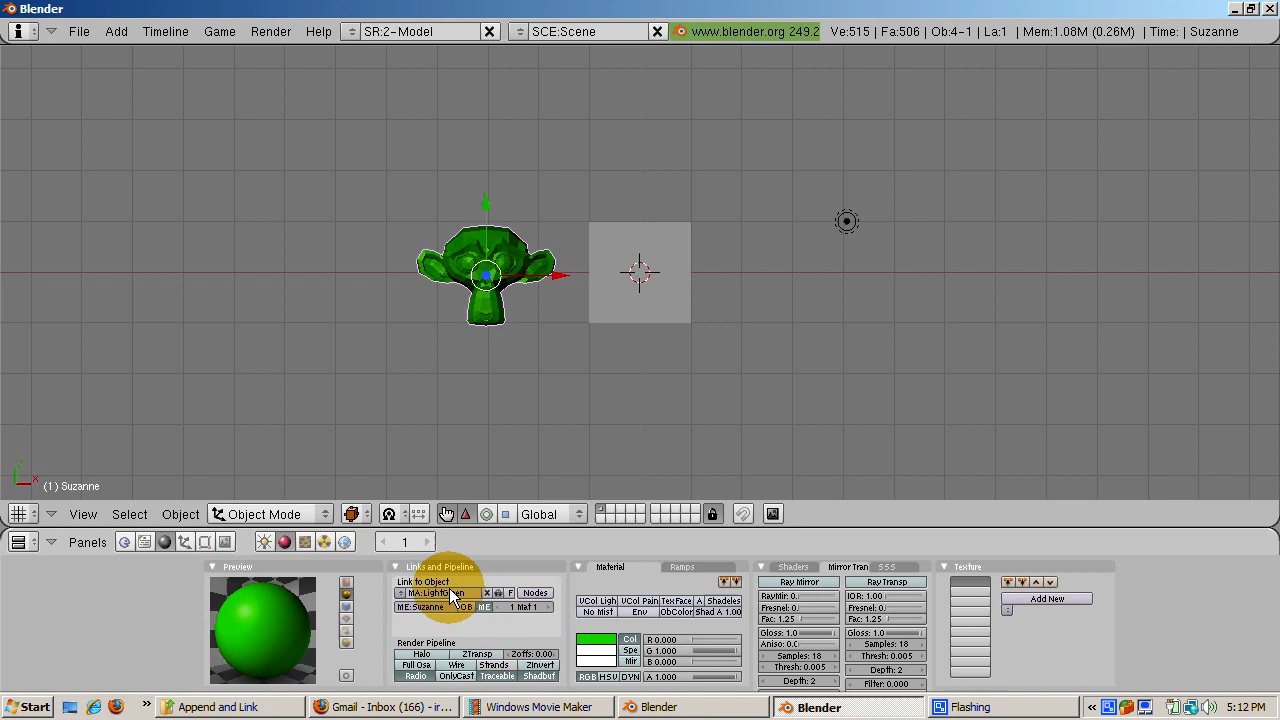 Blender
File Add Timeline Game Render Help SR:2-Model SCE:Scene www.blender.org 249.2 Ve:515 | Fa:506 | Ob:4-1 | La:1 | Mem:1.08M (0.26M) | Time: | Suzanne
(1) Suzanne
View Select Object Object Mode Global
Panels 1
Preview
Links and Pipeline
Link to Object
F Nodes
ME:Suzanne OB ME 1 Mat 1
Render Pipeline
Halo ZTransp Zoffs: 0.00
Full Osa Wire Strands ZInvert
Radio OnlyCast Traceable Shadbuf
Material Ramps
VCol Ligh VCol Pain TexFace A Shadeles
No Mist Env ObColor Shad A 1.00
Col R 0.000
Spe G 1.000
Mir B 0.000
RGB HSV DYN A 1.000
Shaders Mirror Tran SSS
Ray Mirror Ray Transp
RayMir: 0. IOR: 1.00
Fresnel: 0. Fresnel: 0.
Fac: 1.25 Fac: 1.25
Gloss: 1.0 Gloss: 1.0
Aniso: 0.0 Samples: 18
Samples: 18 Thresh: 0.005
Thresh: 0.005 Depth: 2
Depth: 2 Filter: 0.000
Texture
Add New
Start Append and Link Gmail - Inbox (166) - ir... Windows Movie Maker Blender Blender Flashing 5:12 PM